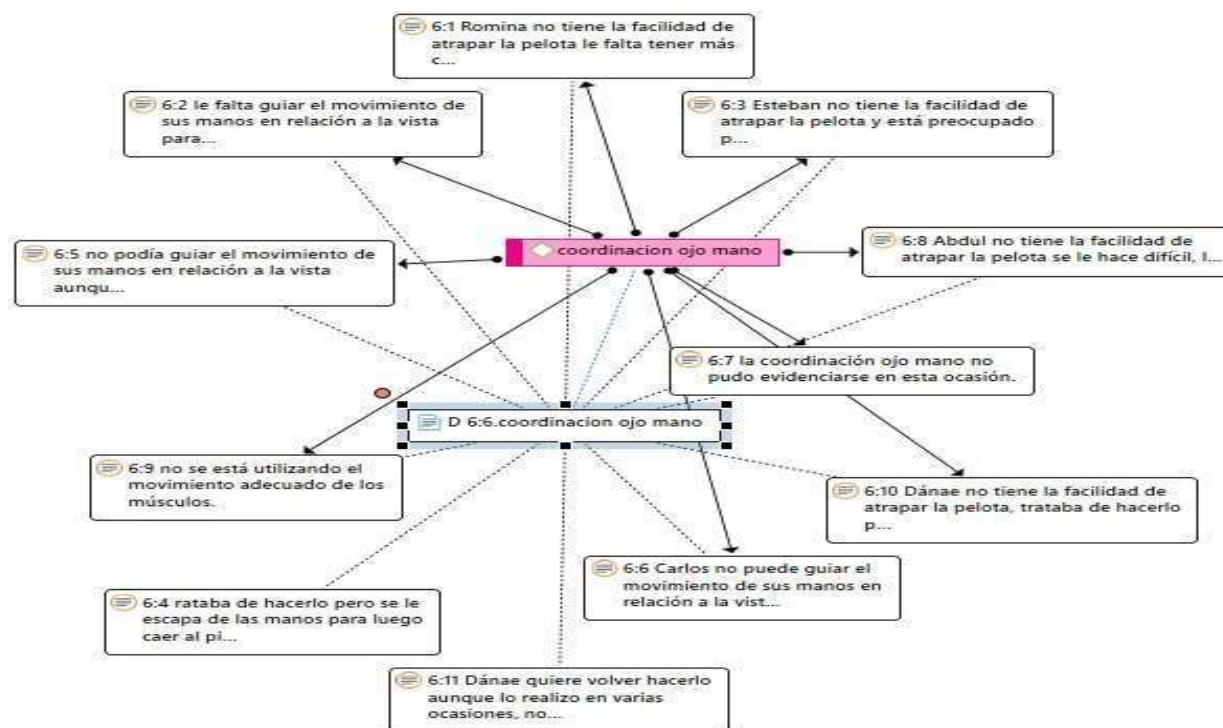 6:1 Romina no tiene la facilidad de
atrapar la pelota le falta tener más
c...
6:2 le falta guiar el movimiento de
sus manos en relación a la vista
para...
6:3 Esteban no tiene la facilidad de
atrapar la pelota y está preocupado
p...
coordinacion ojo mano
6:5 no podía guiar el movimiento de
sus manos en relación a la vista
aunqu...
6:8 Abdul no tiene la facilidad de
atrapar la pelota se le hace difícil, l...
6:7 la coordinación ojo mano no
pudo evidenciarse en esta ocasión.
D 6:6.coordinacion ojo mano
6:9 no se está utilizando el
movimiento adecuado de los
músculos.
6:10 Dánae no tiene la facilidad de
atrapar la pelota, trataba de hacerlo
p...
6:6 Carlos no puede guiar el
movimiento de sus manos en
relación a la vist...
6:4 rataba de hacerlo pero se le
escapa de las manos para luego
caer al pi...
6:11 Dánae quiere volver hacerlo
aunque lo realizo en varias
ocasiones, no...